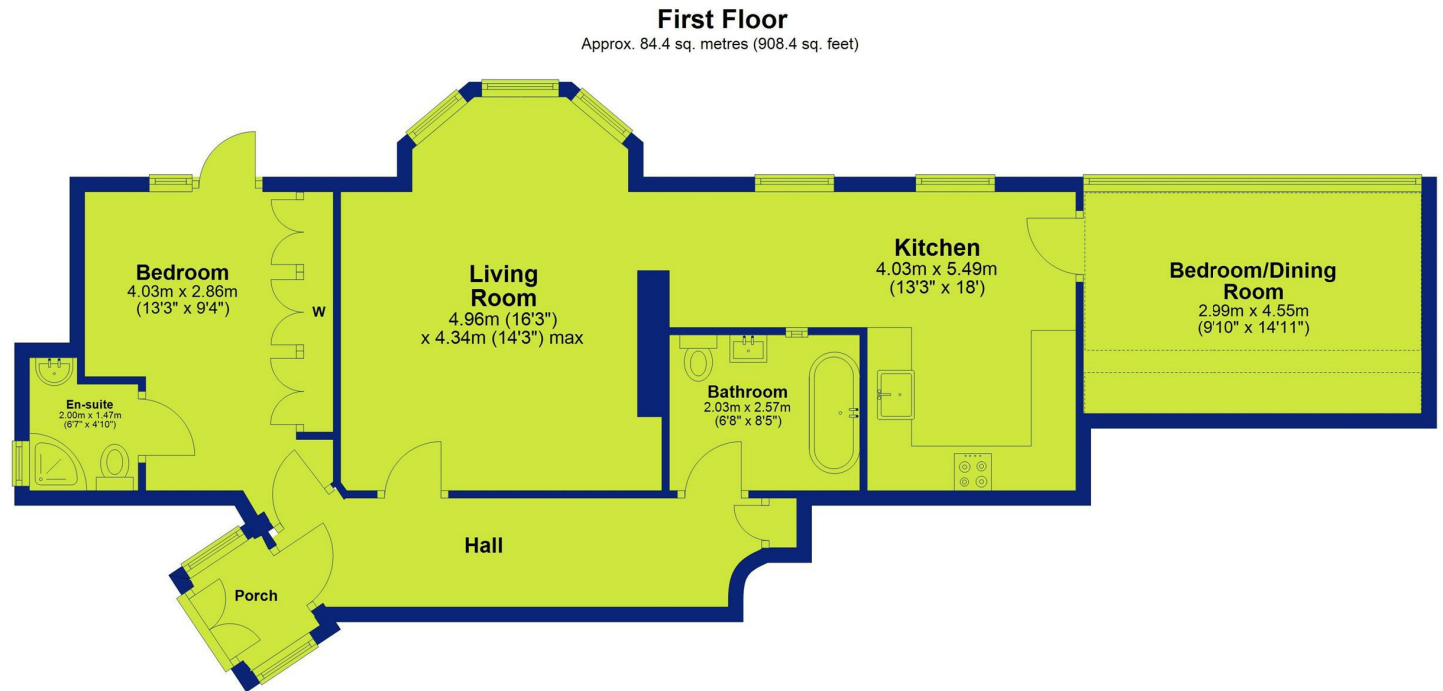 First Floor
Approx. 84.4 sq. metres (908.4 sq. feet)
Bedroom
4.03m x 2.86m
(13'3" x 9'4")
W
Living
Room
4.96m (16'3")
x 4.34m (14'3") max
Kitchen
4.03m x 5.49m
(13'3" x 18')
Bedroom/Dining
Room
2.99m x 4.55m
(9'10" x 14'11")
En-suite
2.00m x 1.47m
(6'7" x 4'10")
Bathroom
2.03m x 2.57m
(6'8" x 8'5")
Hall
Porch